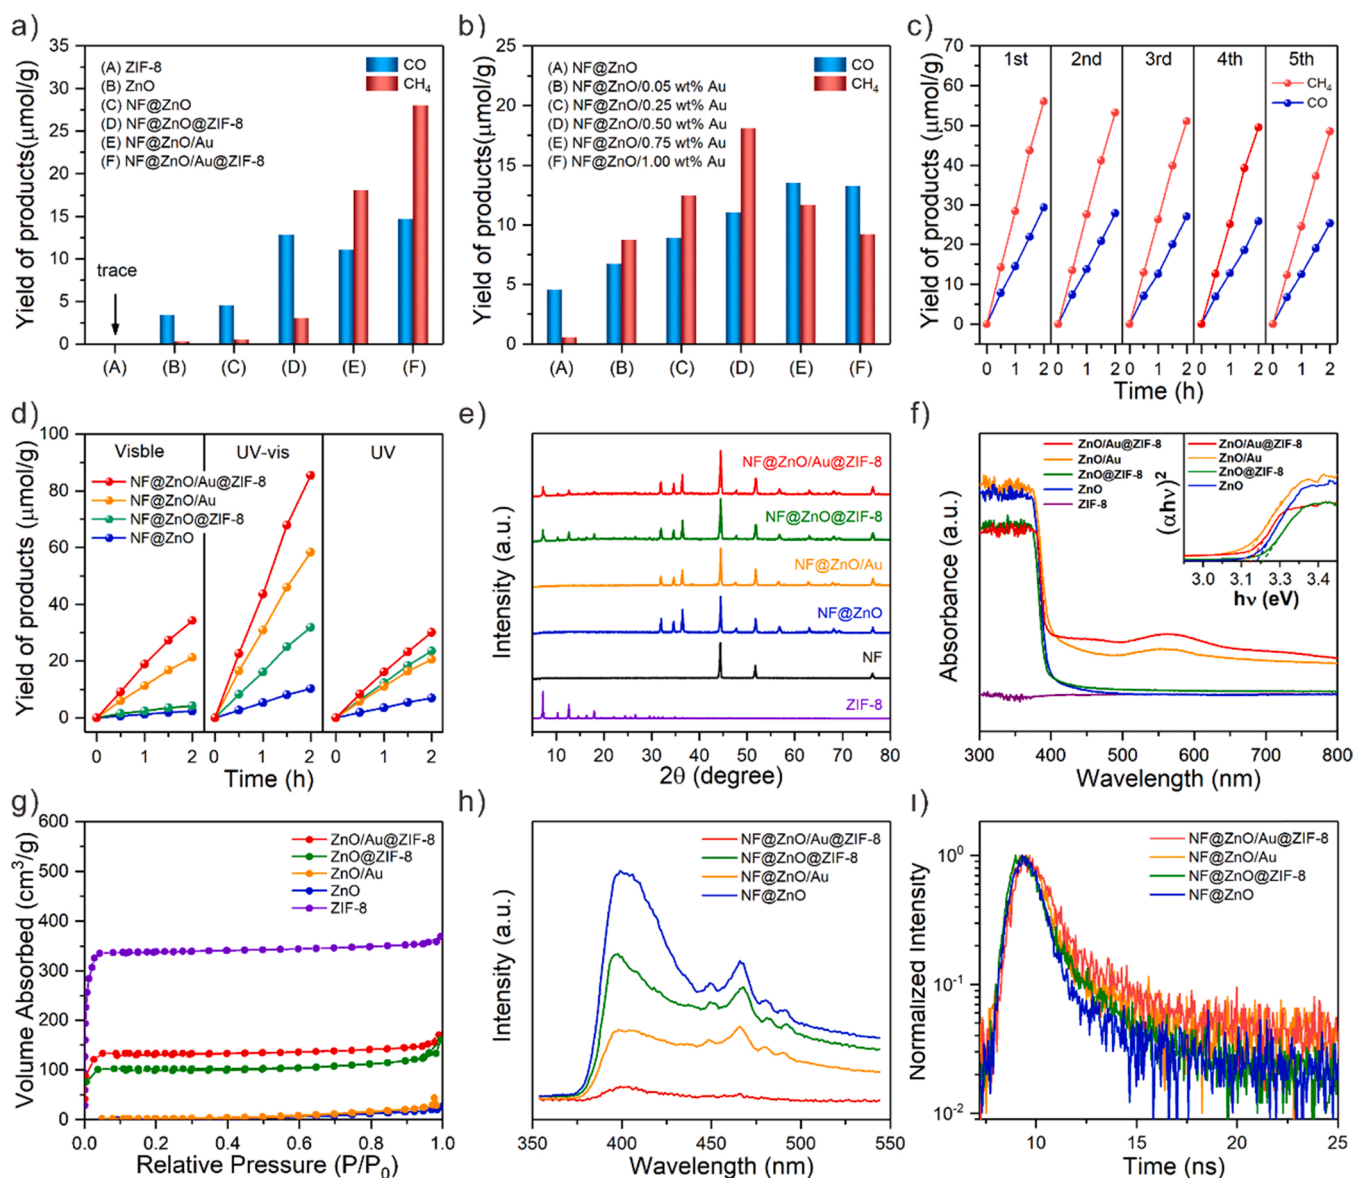 a)
Yield of products(μmol/g)
35
30
25
20
15
10
5
0
(A) ZIF-8
(B) ZnO
(C) NF@ZnO
(D) NF@ZnO@ZIF-8
(E) NF@ZnO/Au
(F) NF@ZnO/Au@ZIF-8
CO
CH₄
trace
(A) (B) (C) (D) (E) (F)
b)
Yield of products(μmol/g)
25
20
15
10
5
0
(A) NF@ZnO
(B) NF@ZnO/0.05 wt% Au
(C) NF@ZnO/0.25 wt% Au
(D) NF@ZnO/0.50 wt% Au
(E) NF@ZnO/0.75 wt% Au
(F) NF@ZnO/1.00 wt% Au
CO
CH₄
(A) (B) (C) (D) (E) (F)
c)
Yield of products (μmol/g)
70
60
50
40
30
20
10
0
1st 2nd 3rd 4th 5th
CH₄
CO
0 1 2 0 1 2 0 1 2 0 1 2 0 1 2
Time (h)
d)
Yield of products (μmol/g)
100
80
60
40
20
0
Visble UV-vis UV
NF@ZnO/Au@ZIF-8
NF@ZnO/Au
NF@ZnO@ZIF-8
NF@ZnO
0 1 2 0 1 2 0 1 2
Time (h)
e)
Intensity (a.u.)
NF@ZnO/Au@ZIF-8
NF@ZnO@ZIF-8
NF@ZnO/Au
NF@ZnO
NF
ZIF-8
10 20 30 40 50 60 70 80
2θ (degree)
f)
Absorbance (a.u.)
ZnO/Au@ZIF-8
ZnO/Au
ZnO@ZIF-8
ZnO
ZIF-8
(αhν)²
ZnO/Au@ZIF-8
ZnO/Au
ZnO@ZIF-8
ZnO
3.0 3.1 3.2 3.3 3.4
hν (eV)
300 400 500 600 700 800
Wavelength (nm)
g)
Volume Absorbed (cm³/g)
600
500
400
300
200
100
0
ZnO/Au@ZIF-8
ZnO@ZIF-8
ZnO/Au
ZnO
ZIF-8
0.0 0.2 0.4 0.6 0.8 1.0
Relative Pressure (P/P₀)
h)
Intensity (a.u.)
NF@ZnO/Au@ZIF-8
NF@ZnO@ZIF-8
NF@ZnO/Au
NF@ZnO
350 400 450 500 550
Wavelength (nm)
ı)
Normalized Intensity
10⁰
10⁻¹
10⁻²
NF@ZnO/Au@ZIF-8
NF@ZnO/Au
NF@ZnO@ZIF-8
NF@ZnO
10 15 20 25
Time (ns)